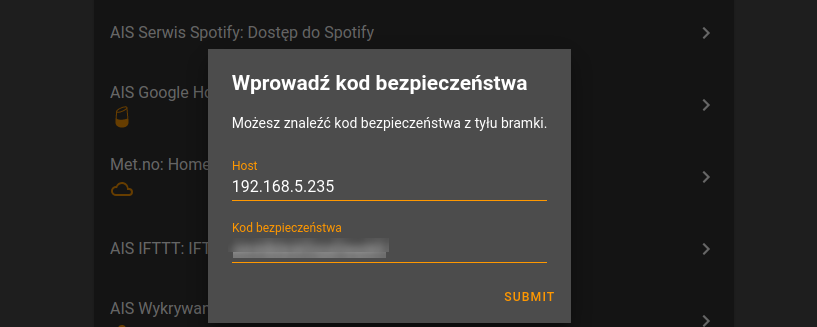 AIS Serwis Spotify: Dostęp do Spotify
Wprowadź kod bezpieczeństwa
AIS Google Ho
Możesz znaleźć kod bezpieczeństwa z tyłu bramki.
Met.no: Home
Host
192.168.5.235
Kod bezpieczeństwa
AIS IFTTT: IFT
SUBMIT
AIS Wykrywan